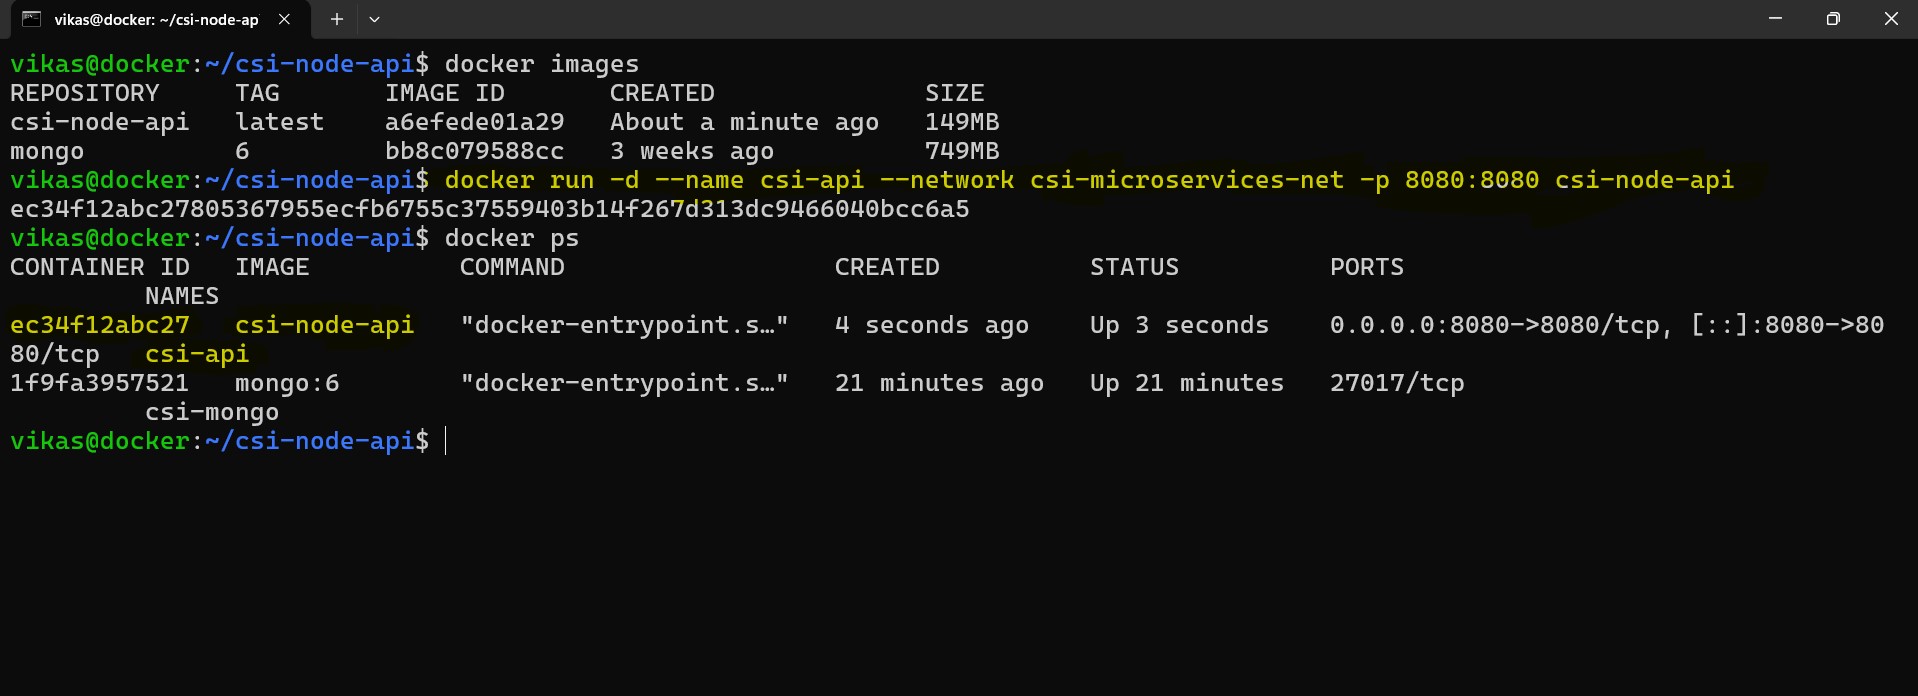 vikas@docker: ~/csi-node-ap
vikas@docker:~/csi-node-api$ docker images
REPOSITORY     TAG       IMAGE ID       CREATED              SIZE
csi-node-api   latest    a6efede01a29   About a minute ago   149MB
mongo          6         bb8c079588cc   3 weeks ago          749MB
vikas@docker:~/csi-node-api$ docker run -d --name csi-api --network csi-microservices-net -p 8080:8080 csi-node-api
ec34f12abc27805367955ecfb6755c37559403b14f267d313dc9466040bcc6a5
vikas@docker:~/csi-node-api$ docker ps
CONTAINER ID   IMAGE          COMMAND                  CREATED          STATUS          PORTS
         NAMES
ec34f12abc27   csi-node-api   "docker-entrypoint.s…"   4 seconds ago    Up 3 seconds    0.0.0.0:8080->8080/tcp, [::]:8080->80
80/tcp   csi-api
1f9fa3957521   mongo:6        "docker-entrypoint.s…"   21 minutes ago   Up 21 minutes   27017/tcp
         csi-mongo
vikas@docker:~/csi-node-api$